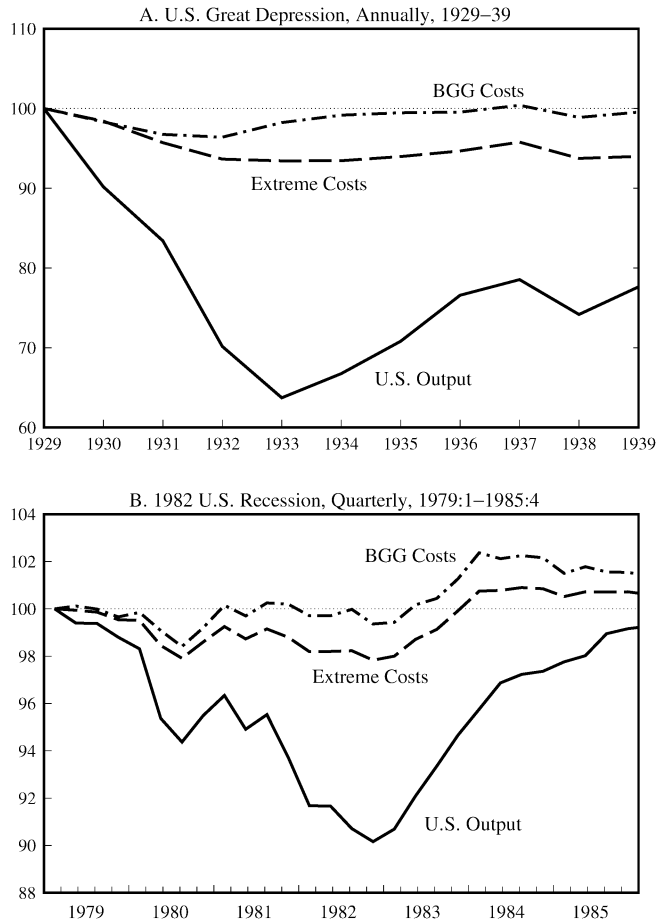 A. U.S. Great Depression, Annually, 1929–39
110
BGG Costs
100
90
Extreme Costs
80
70
U.S. Output
60
1929 1930 1931 1932 1933 1934 1935 1936 1937 1938 1939
B. 1982 U.S. Recession, Quarterly, 1979:1–1985:4
104
BGG Costs
102
100
98
Extreme Costs
96
94
92
U.S. Output
90
88
1979 1980 1981 1982 1983 1984 1985